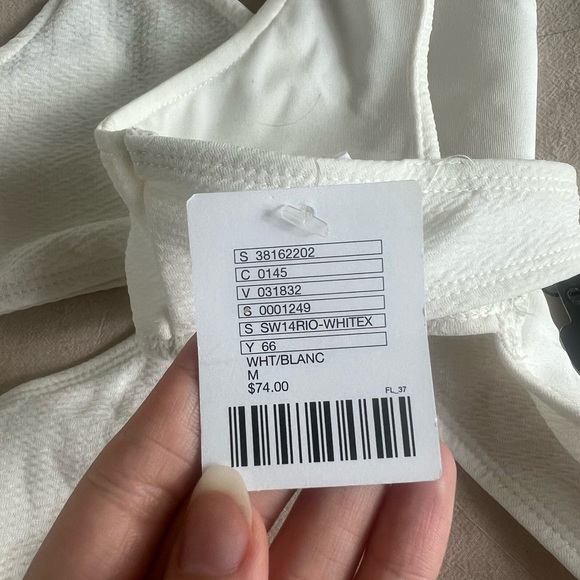 S 38162202
C 0145
V 031832
S 0001249
S SW14RIO-WHITEX
Y 66
WHT/BLANC
M
$74.00
FL_37